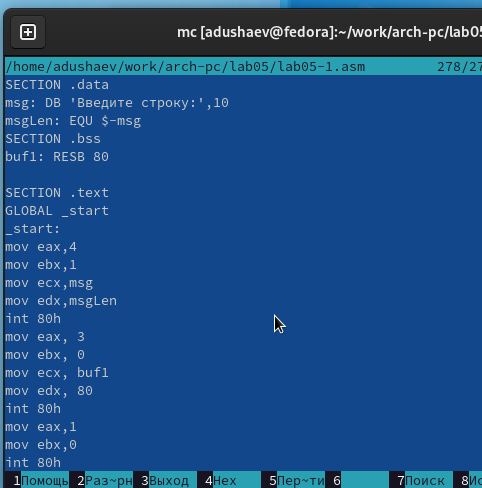 mc [adushaev@fedora]:~/work/arch-pc/lab0
/home/adushaev/work/arch-pc/lab05/lab05-1.asm 278/27
SECTION .data
msg: DB 'Введите строку:',10
msgLen: EQU $-msg
SECTION .bss
buf1: RESB 80
SECTION .text
GLOBAL _start
_start:
mov eax,4
mov ebx,1
mov ecx,msg
mov edx,msgLen
int 80h
mov eax, 3
mov ebx, 0
mov ecx, buf1
mov edx, 80
int 80h
mov eax,1
mov ebx,0
int 80h
1Помощь 2Раз~рн 3Выход 4Hex 5Пер~ти 6 7Поиск 8Ис